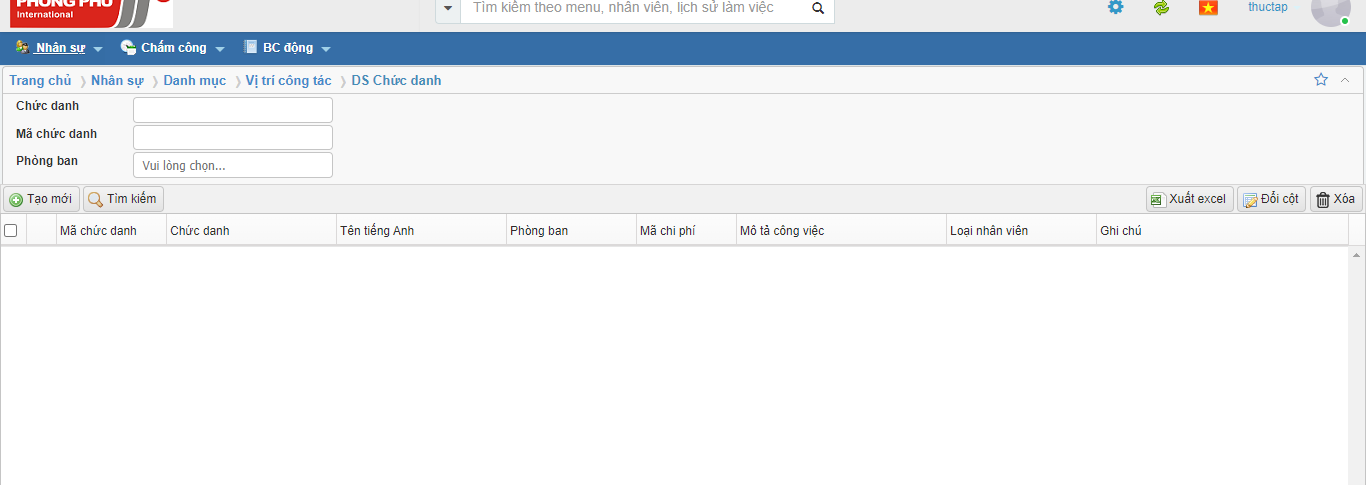 PHONG PHU
International
Tìm kiếm theo menu, nhân viên, lịch sử làm việc
thuctap
Nhân sự Chấm công BC động
Trang chủ Nhân sự Danh mục Vị trí công tác DS Chức danh
Chức danh
Mã chức danh
Phòng ban Vui lòng chọn...
Tạo mới Tìm kiếm Xuất excel Đổi cột Xóa
Mã chức danh Chức danh Tên tiếng Anh Phòng ban Mã chi phí Mô tả công việc Loại nhân viên Ghi chú